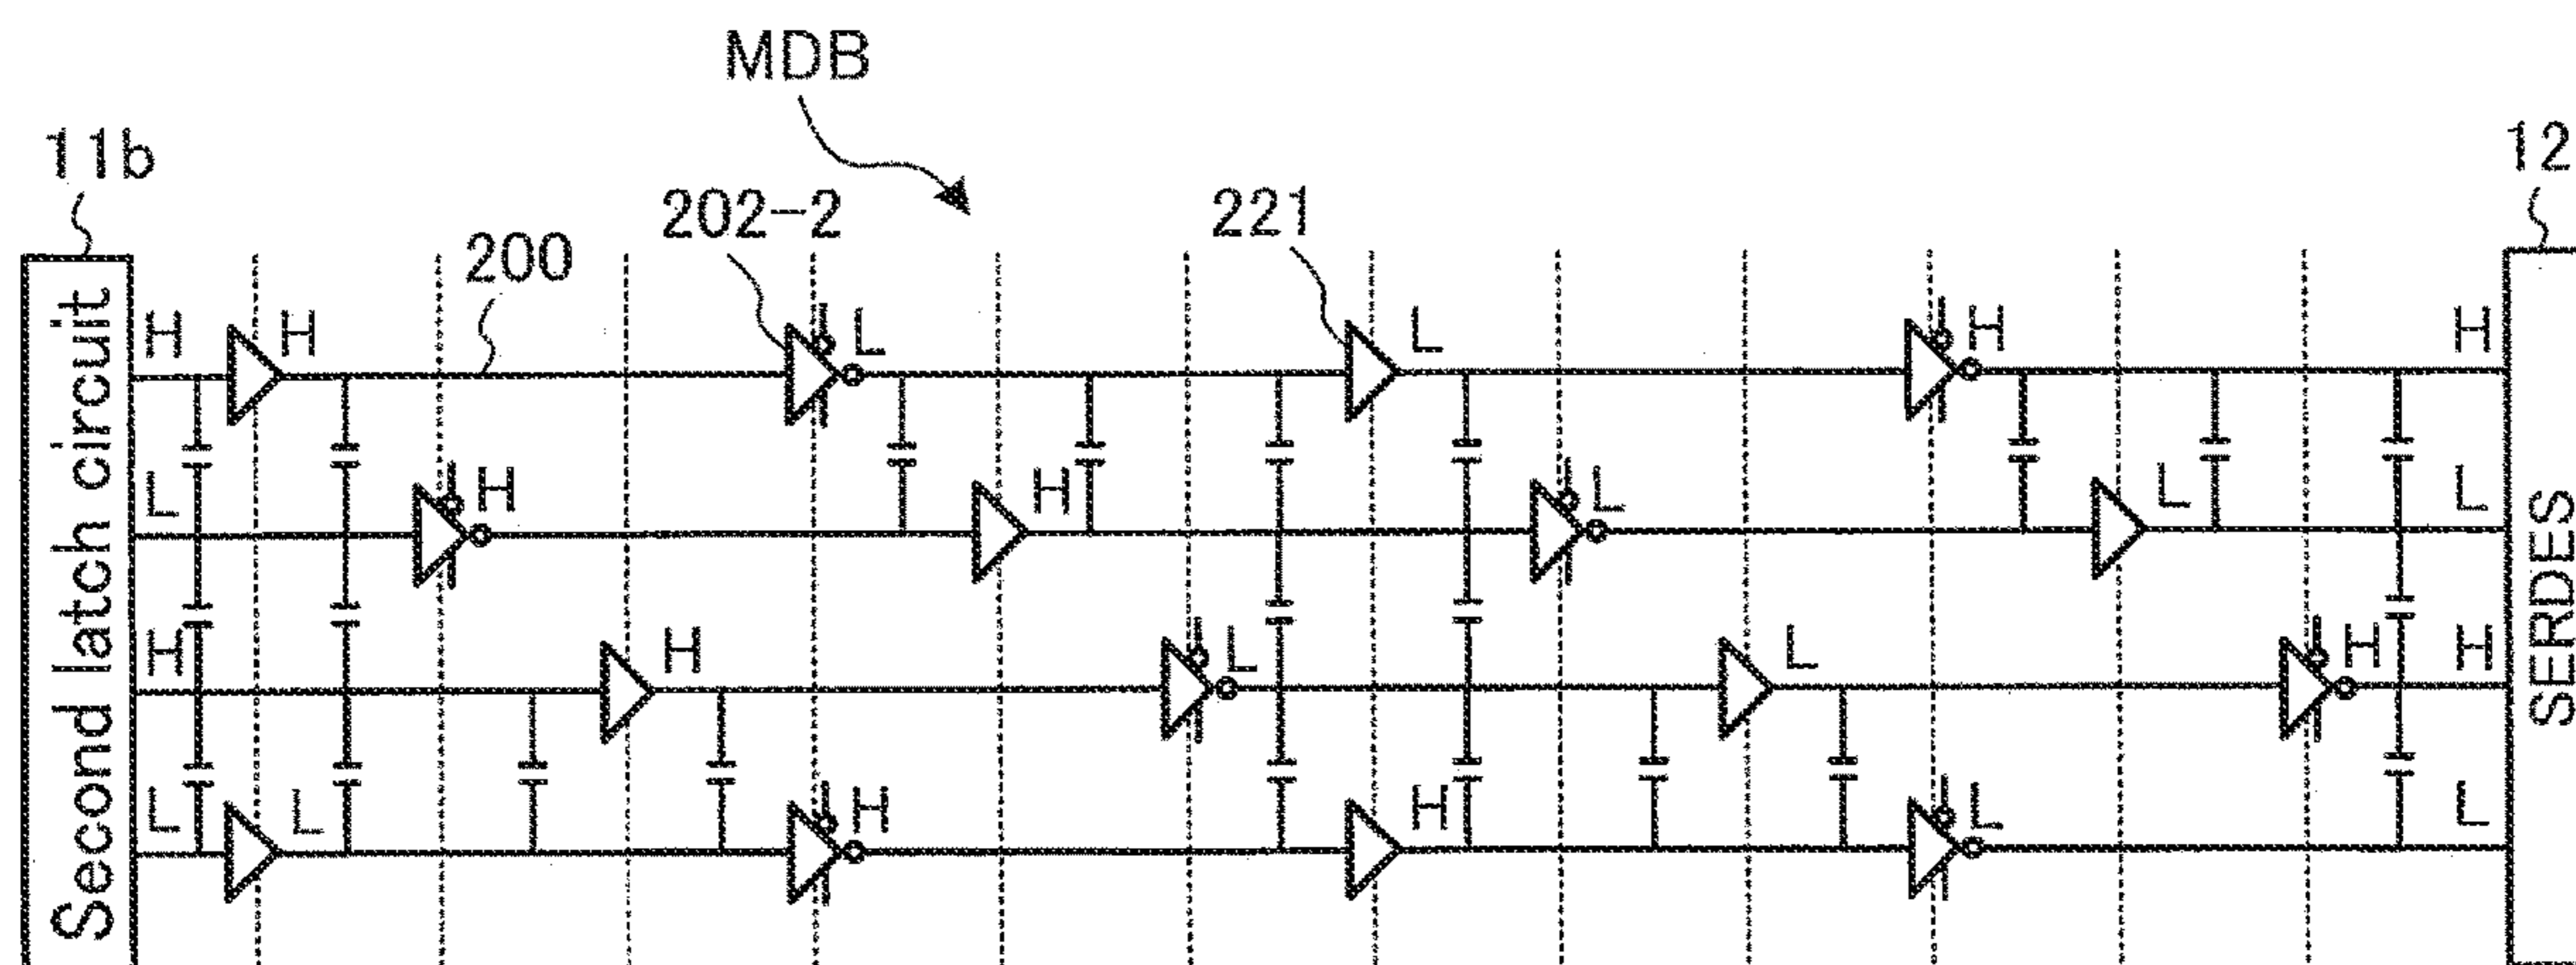 MDB
11b
12
202-2
221
200
Second latch circuit
SERDES
H H L L H H
L H H L L L
H H L L H H
L L H H L L